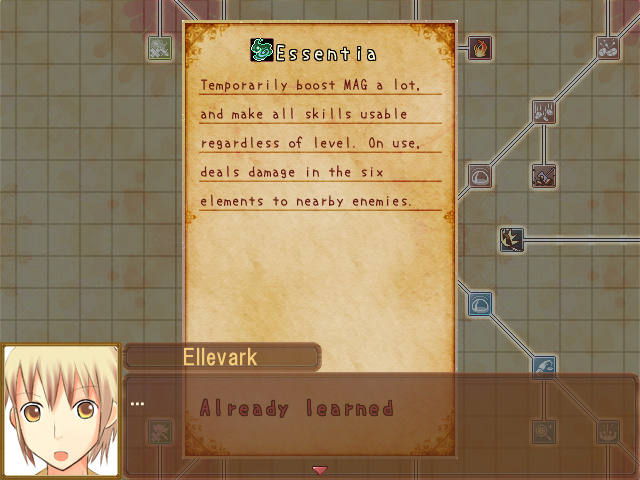 Essentia
Temporarily boost MAG a lot,
and make all skills usable
regardless of level. On use,
deals damage in the six
elements to nearby enemies.
Ellevark
...
Already learned